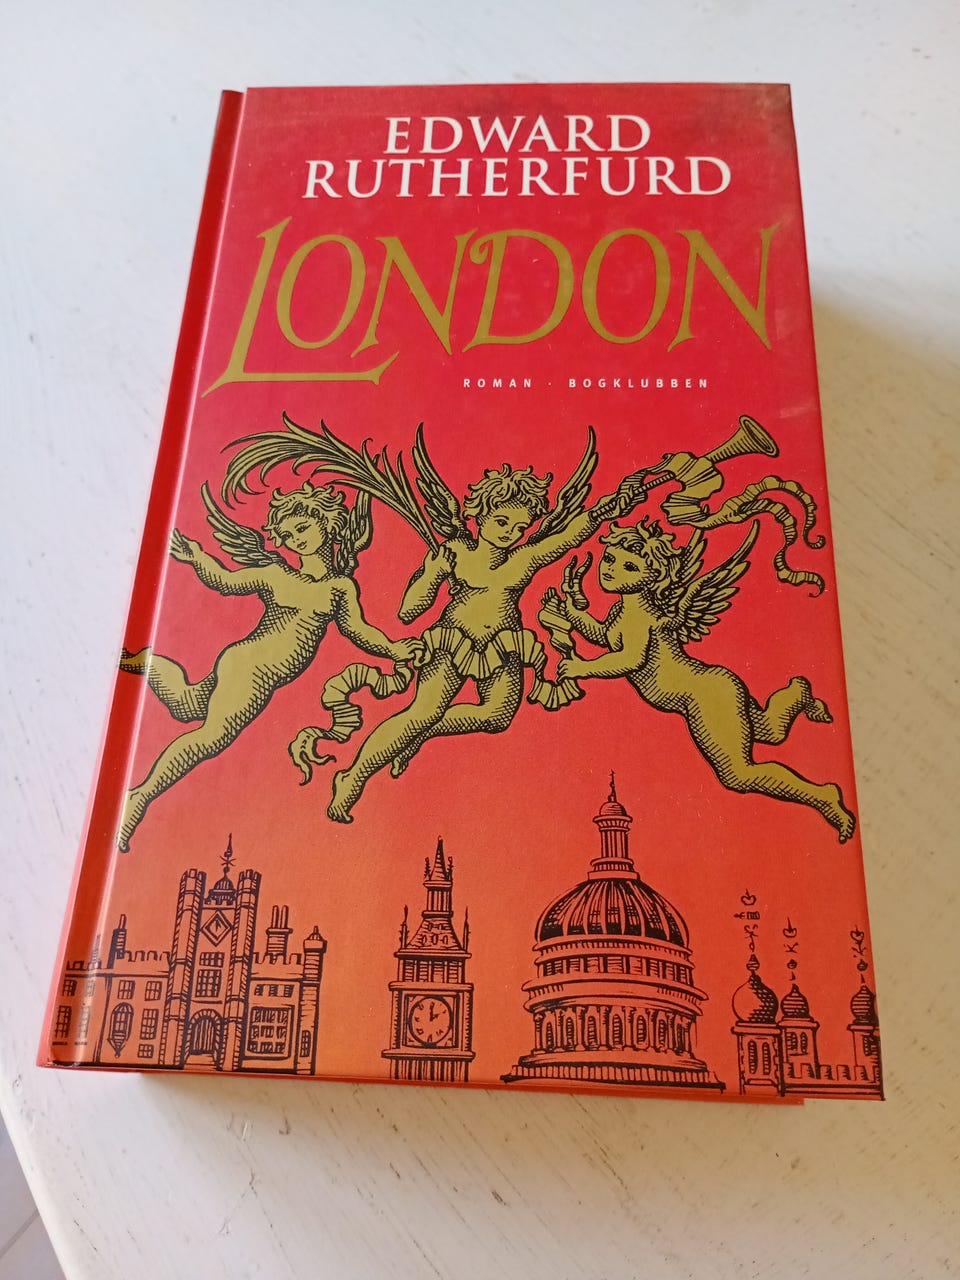 EDWARD
RUTHERFURD
LONDON
ROMAN · BOGKLUBBEN